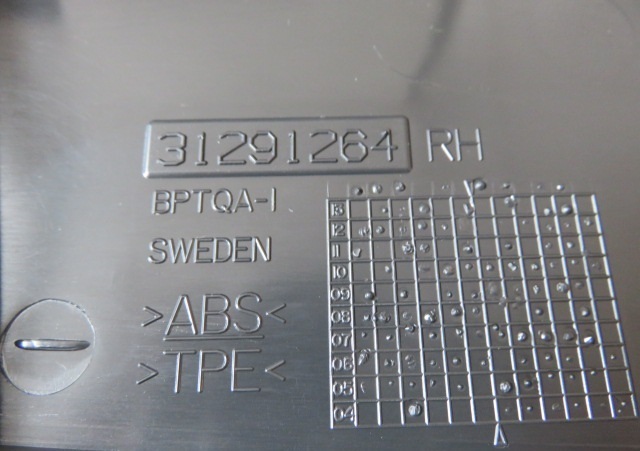 31291264 RH
BPTQA-I
SWEDEN
>ABS<
>TPE<
13
12
11
10
09
08
07
06
05
04